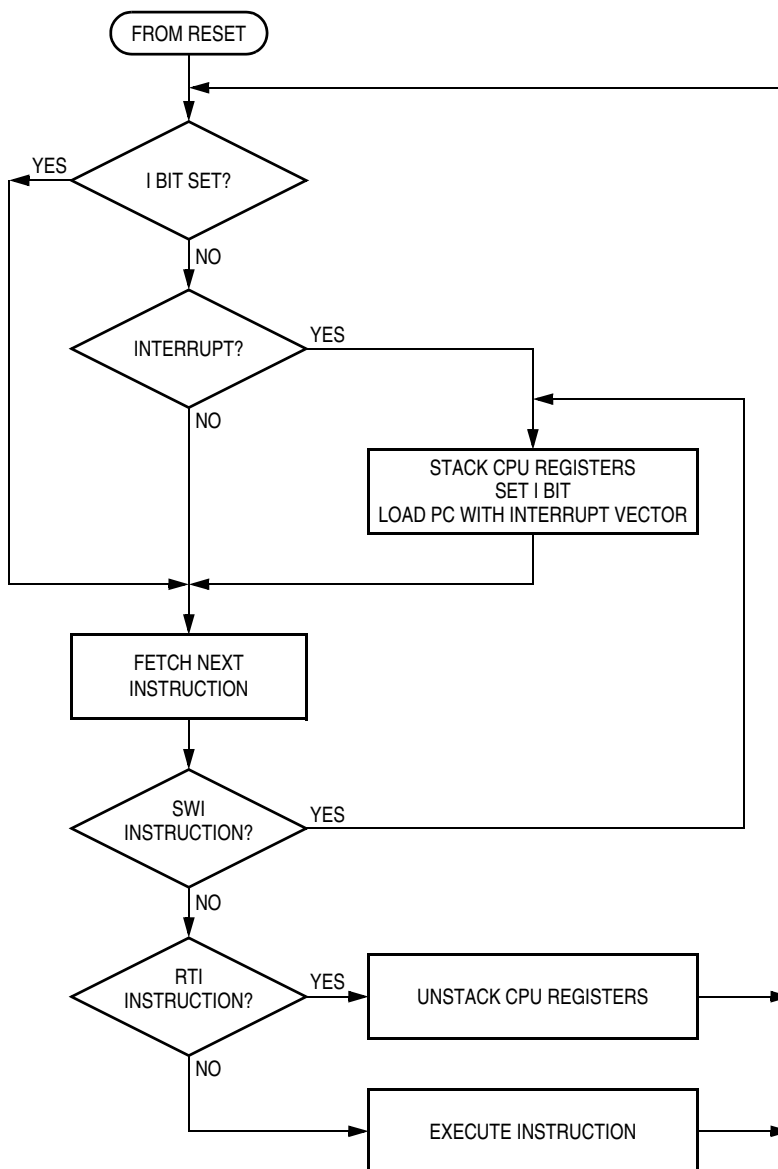 FROM RESET
YES
I BIT SET?
NO
INTERRUPT?
YES
NO
STACK CPU REGISTERS
SET I BIT
LOAD PC WITH INTERRUPT VECTOR
FETCH NEXT
INSTRUCTION
SWI
INSTRUCTION?
YES
NO
RTI
INSTRUCTION?
YES
UNSTACK CPU REGISTERS
NO
EXECUTE INSTRUCTION